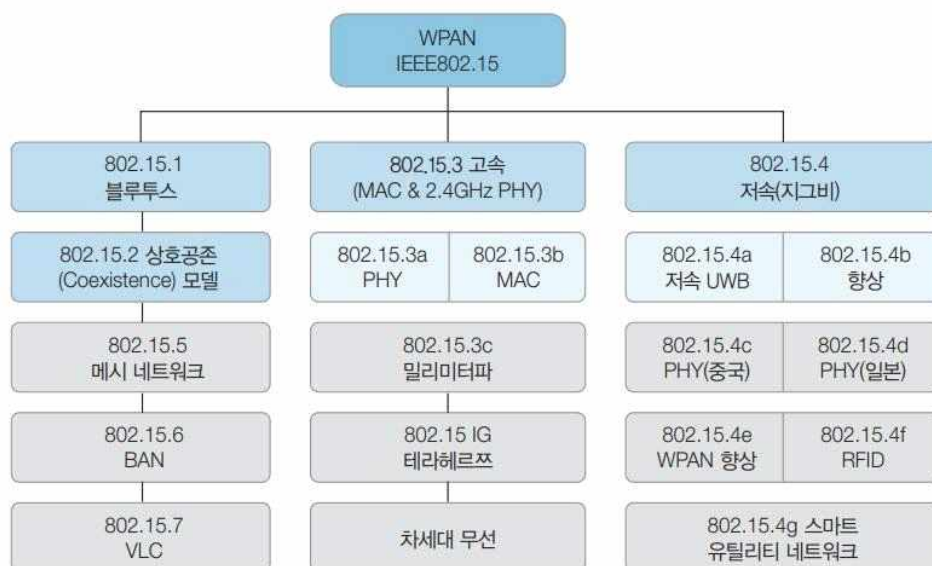 WPAN
IEEE802.15
802.15.1
블루투스
802.15.2 상호공존
(Coexistence) 모델
802.15.5
메시 네트워크
802.15.6
BAN
802.15.7
VLC
802.15.3 고속
(MAC & 2.4GHz PHY)
802.15.3a
PHY
802.15.3b
MAC
802.15.3c
밀리미터파
802.15 IG
테라헤르쯔
차세대 무선
802.15.4
저속(지그비)
802.15.4a
저속 UWB
802.15.4b
향상
802.15.4c
PHY(중국)
802.15.4d
PHY(일본)
802.15.4e
WPAN 향상
802.15.4f
RFID
802.15.4g 스마트
유틸리티 네트워크